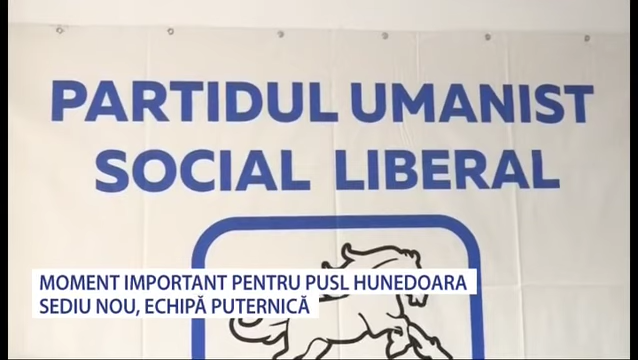 PARTIDUL UMANIST
SOCIAL LIBERAL
MOMENT IMPORTANT PENTRU PUSL HUNEDOARA
SEDIU NOU, ECHIPĂ PUTERNICĂ